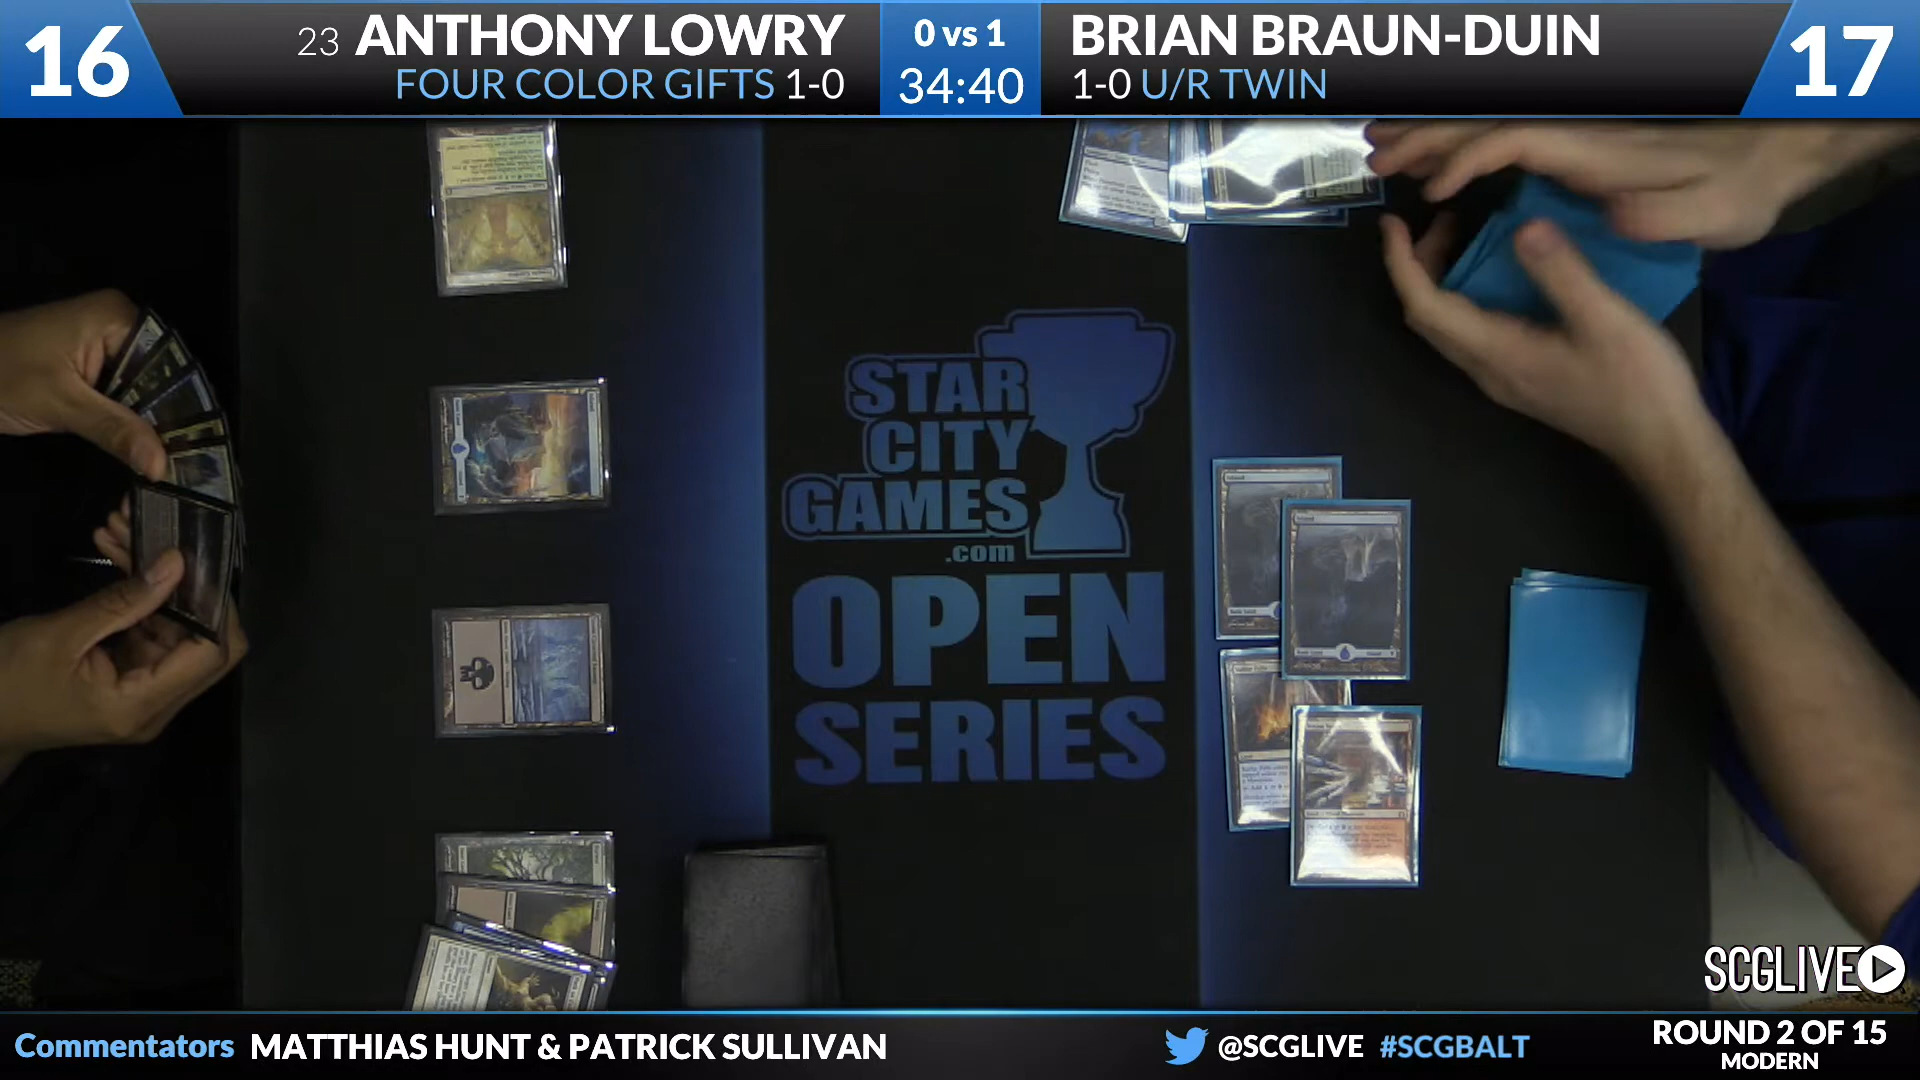 16
23 ANTHONY LOWRY
FOUR COLOR GIFTS 1-0
0 vs 1
34:40
BRIAN BRAUN-DUIN
1-0 U/R TWIN
17
STAR
CITY
GAMES
.com
OPEN
SERIES
SCGLIVE
Commentators MATTHIAS HUNT & PATRICK SULLIVAN
@SCGLIVE #SCGBALT
ROUND 2 OF 15
MODERN